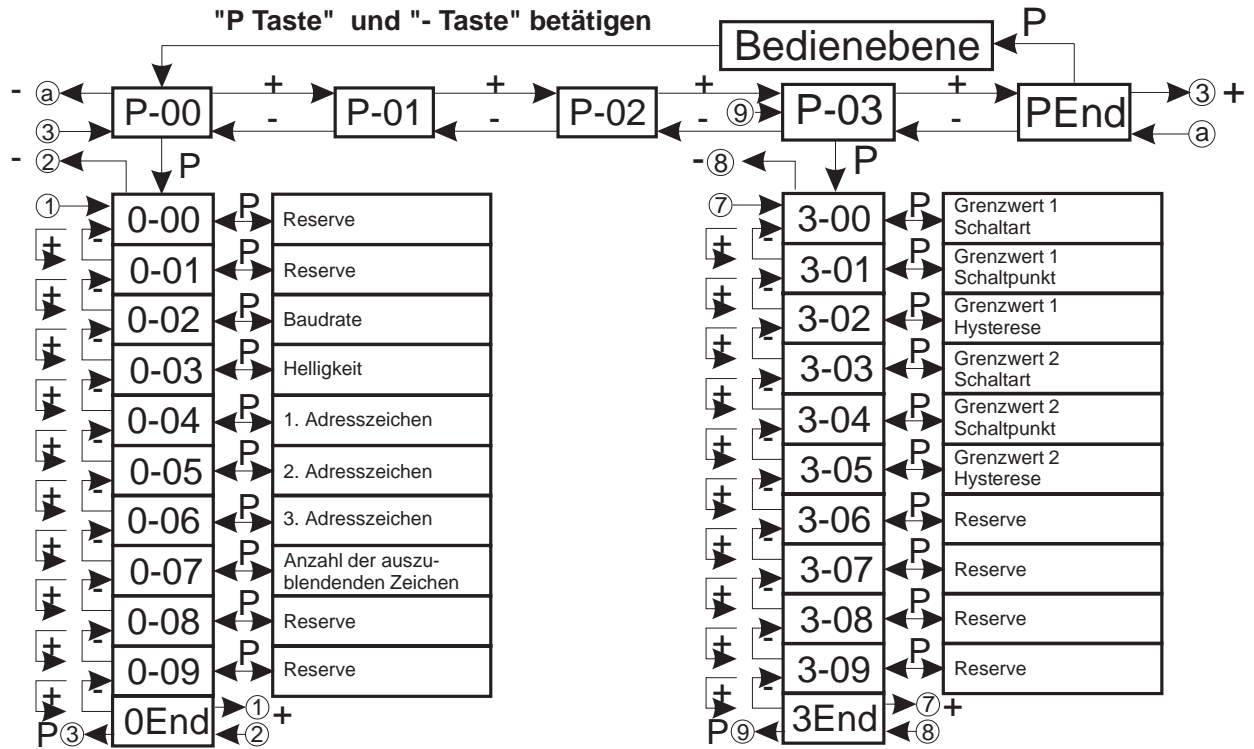 "P Taste" und "- Taste" betätigen
Bedienebene
P
- a
+
+
+
+
3 +
P-00
P-01
P-02
9
P-03
PEnd
3
-
-
-
-
a
- 2
P
-8
P
1
0-00
P
Reserve
+
-
0-01
P
Reserve
+
-
0-02
P
Baudrate
+
-
0-03
P
Helligkeit
+
-
0-04
P
1. Adresszeichen
+
-
0-05
P
2. Adresszeichen
+
-
0-06
P
3. Adresszeichen
+
-
0-07
P
Anzahl der auszu-
blendenden Zeichen
+
-
0-08
P
Reserve
+
-
0-09
P
Reserve
+
-
0End
1 +
P3
2
7
3-00
P
Grenzwert 1
Schaltart
+
-
3-01
P
Grenzwert 1
Schaltpunkt
+
-
3-02
P
Grenzwert 1
Hysterese
+
-
3-03
P
Grenzwert 2
Schaltart
+
-
3-04
P
Grenzwert 2
Schaltpunkt
+
-
3-05
P
Grenzwert 2
Hysterese
+
-
3-06
P
Reserve
+
-
3-07
P
Reserve
+
-
3-08
P
Reserve
+
-
3-09
P
Reserve
+
-
3End
7 +
P9
8